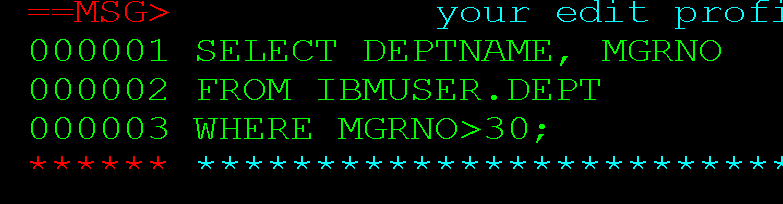 ==MSG> your edit profi
000001 SELECT DEPTNAME, MGRNO
000002 FROM IBMUSER.DEPT
000003 WHERE MGRNO>30;
****** *************************